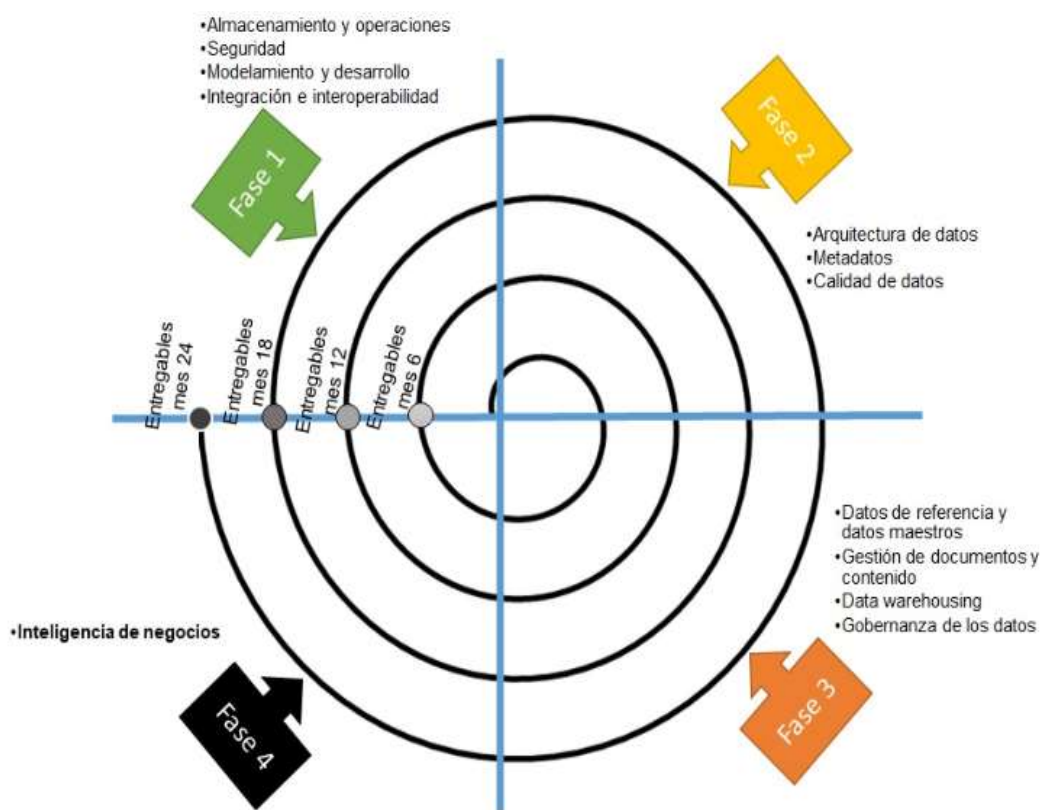 •Almacenamiento y operaciones
•Seguridad
•Modelamiento y desarrollo
•Integración e interoperabilidad
Fase 1
Fase 2
•Arquitectura de datos
•Metadatos
•Calidad de datos
Entregables
mes 24
Entregables
mes 18
Entregables
mes 12
Entregables
mes 6
•Datos de referencia y
datos maestros
•Gestión de documentos y
contenido
•Data warehousing
•Gobernanza de los datos
Fase 3
•Inteligencia de negocios
Fase 4